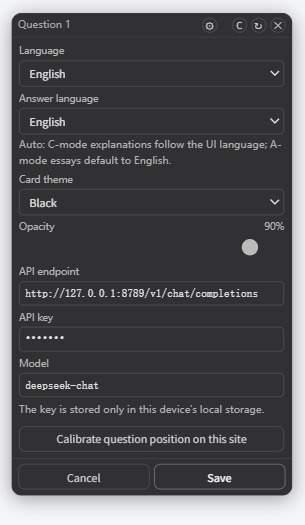 Question 1
C
Language
English
Answer language
English
Auto: C-mode explanations follow the UI language; A-
mode essays default to English.
Card theme
Black
Opacity 90%
API endpoint
http://127.0.0.1:8789/v1/chat/completions
API key
•••••••
Model
deepseek-chat
The key is stored only in this device's local storage.
Calibrate question position on this site
Cancel Save